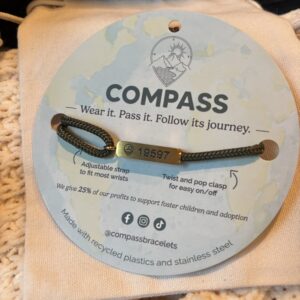 COMPASS
— Wear it. Pass it. Follow its journey. —
19597
Adjustable strap
to fit most wrists
Twist and pop clasp
for easy on/off
We give 25% of our profits to support foster children and adoption
@compassbracelets
Made with recycled plastics and stainless steel